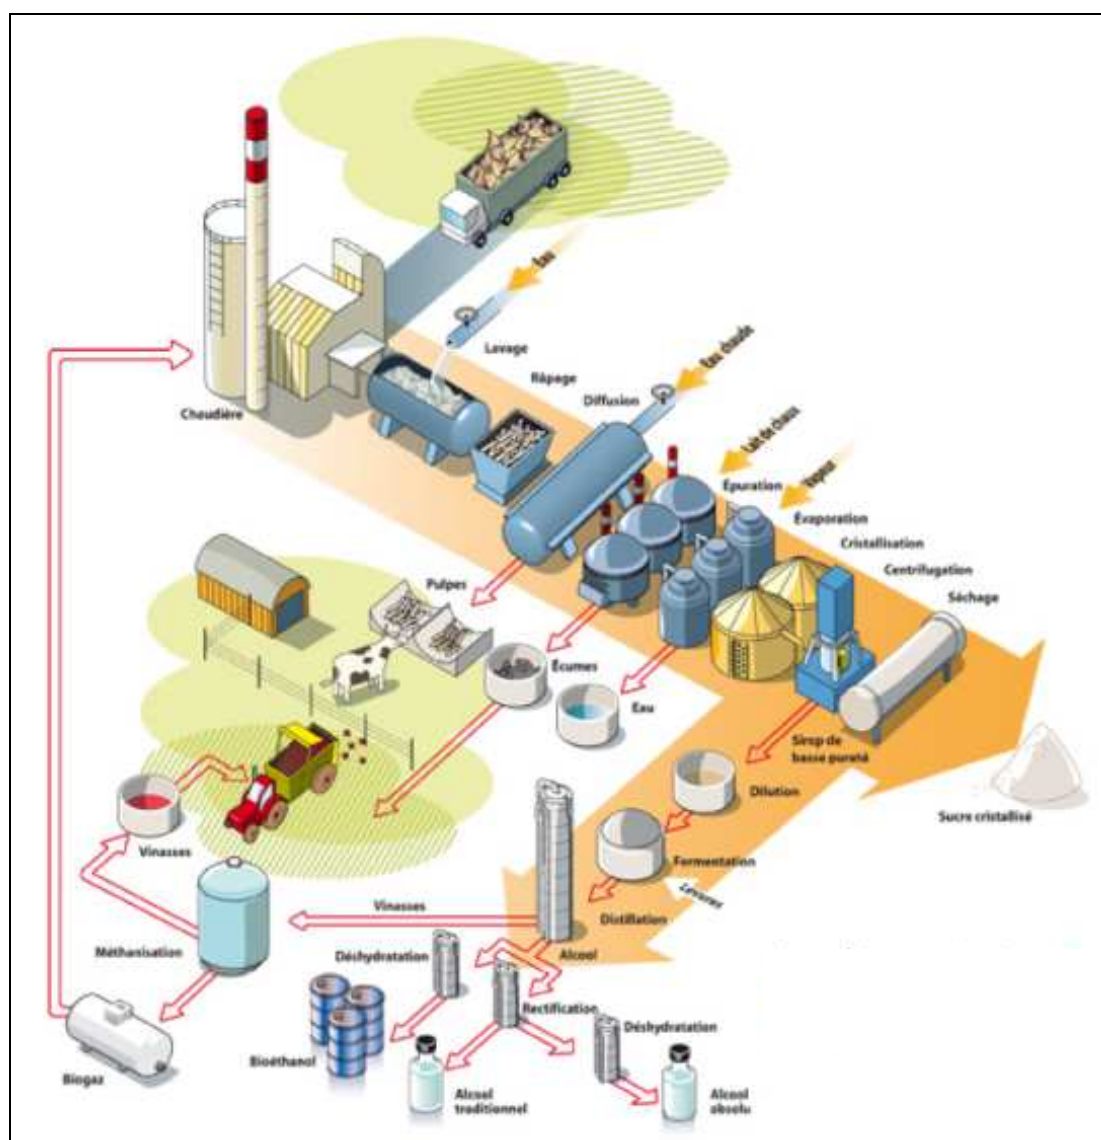 Eau
Lavage
Eau chaude
Râpage
Diffusion
Chaudière
Lait de chaux
Épuration
Vapeur
Évaporation
Cristallisation
Centrifugation
Séchage
Pulpes
Écumes
Eau
Sirop de
basse pureté
Dilution
Sucre cristallisé
Vinasses
Fermentation
Levures
Vinasses
Distillation
Méthanisation
Déshydratation
Alcool
Rectification
Déshydratation
Bioéthanol
Biogaz
Alcool
traditionnel
Alcool
absolu